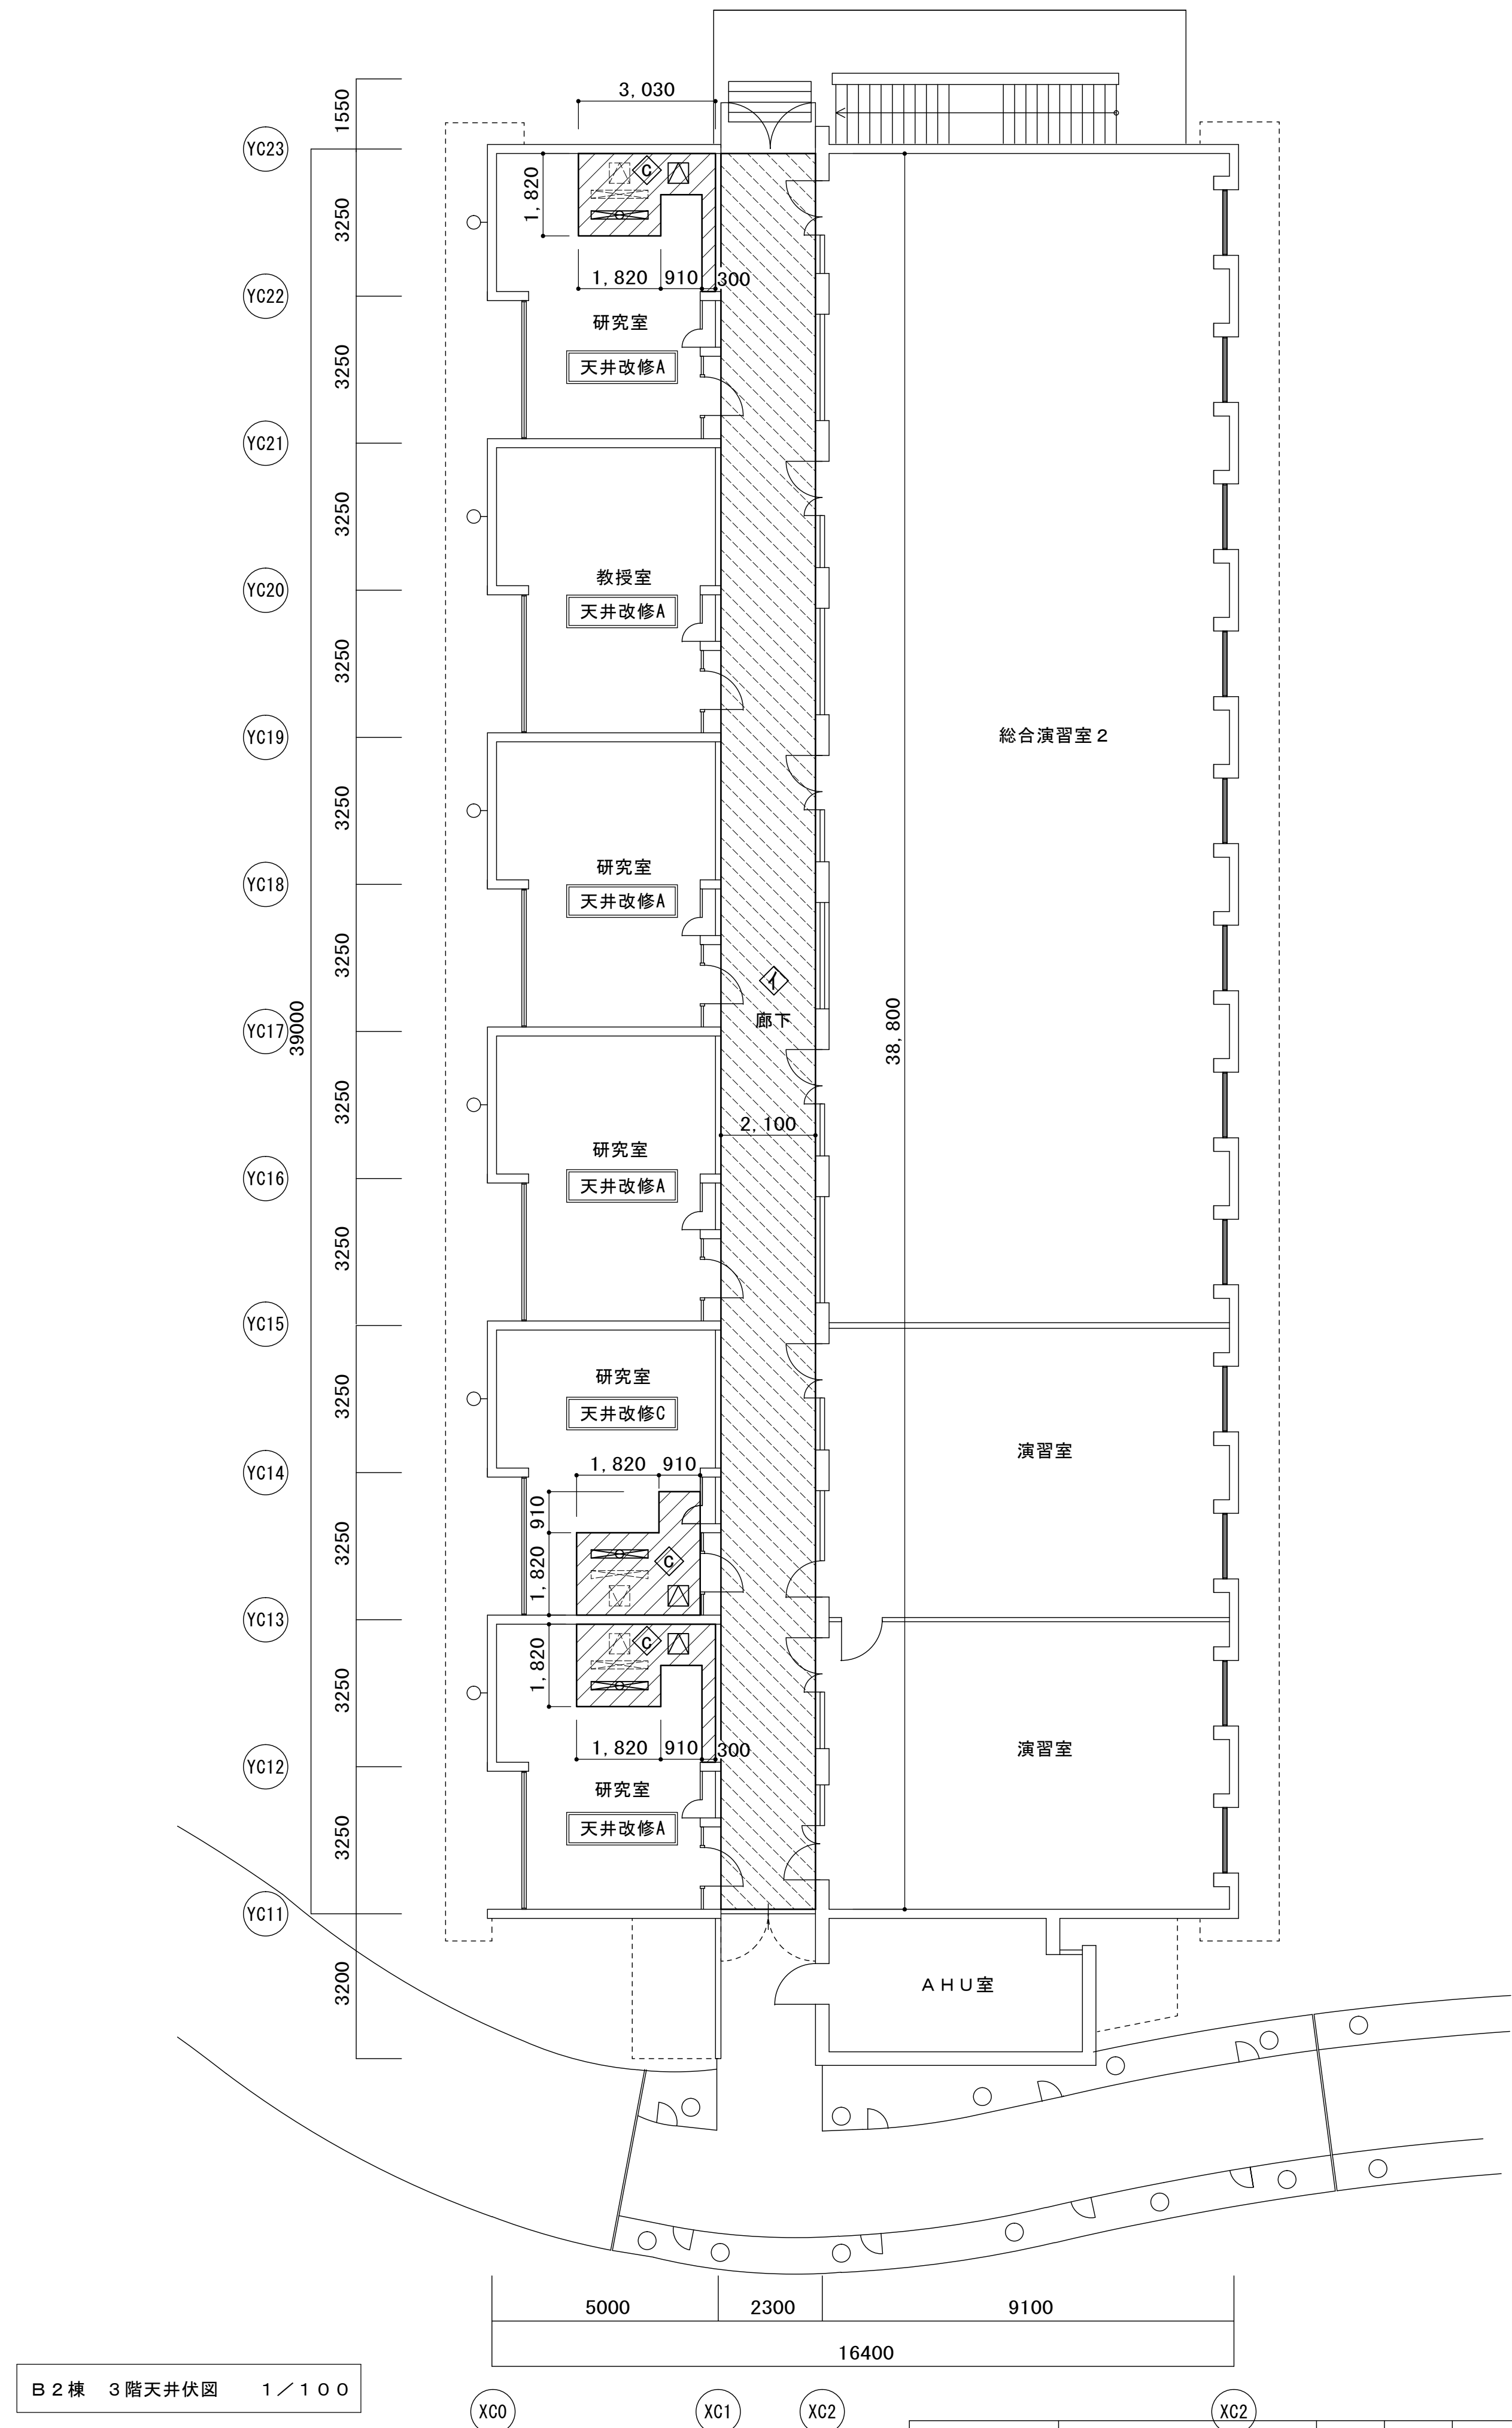 3,030
1550
YC23
1,820
3250
1,820 910 300
YC22
研究室
天井改修A
3250
YC21
3250
教授室
YC20
天井改修A
3250
YC19
総合演習室2
3250
研究室
YC18
天井改修A
3250
イ
廊下
YC17
39000
38,800
3250
2,100
研究室
YC16
天井改修A
3250
YC15
研究室
3250
天井改修C
演習室
1,820 910
YC14
910
3250
1,820
C
YC13
C
1,820
3250
演習室
1,820 910 300
YC12
研究室
天井改修A
3250
YC11
3200
AHU室
C
5000 2300 9100
16400
B2棟 3階天井伏図 1/100
XC0 XC1 XC2 XC2